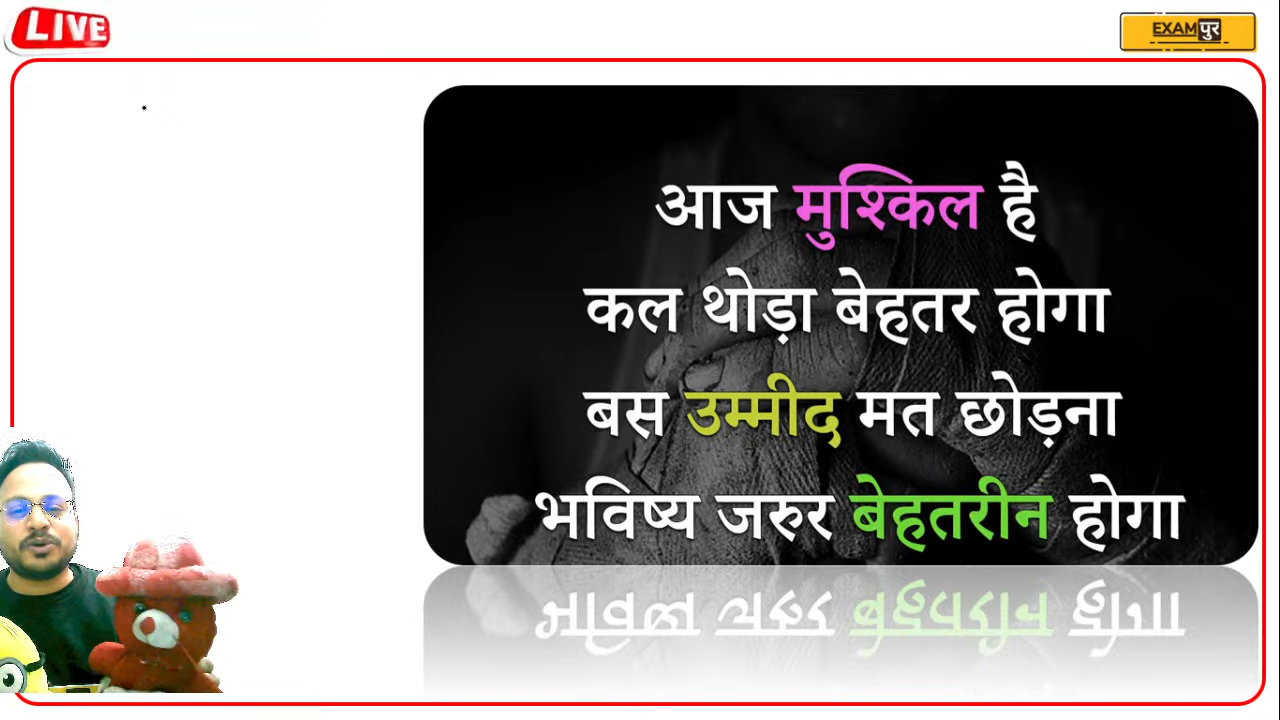 LIVE
EXAMपुर
आज मुश्किल है
कल थोड़ा बेहतर होगा
बस उम्मीद मत छोड़ना
भविष्य जरुर बेहतरीन होगा